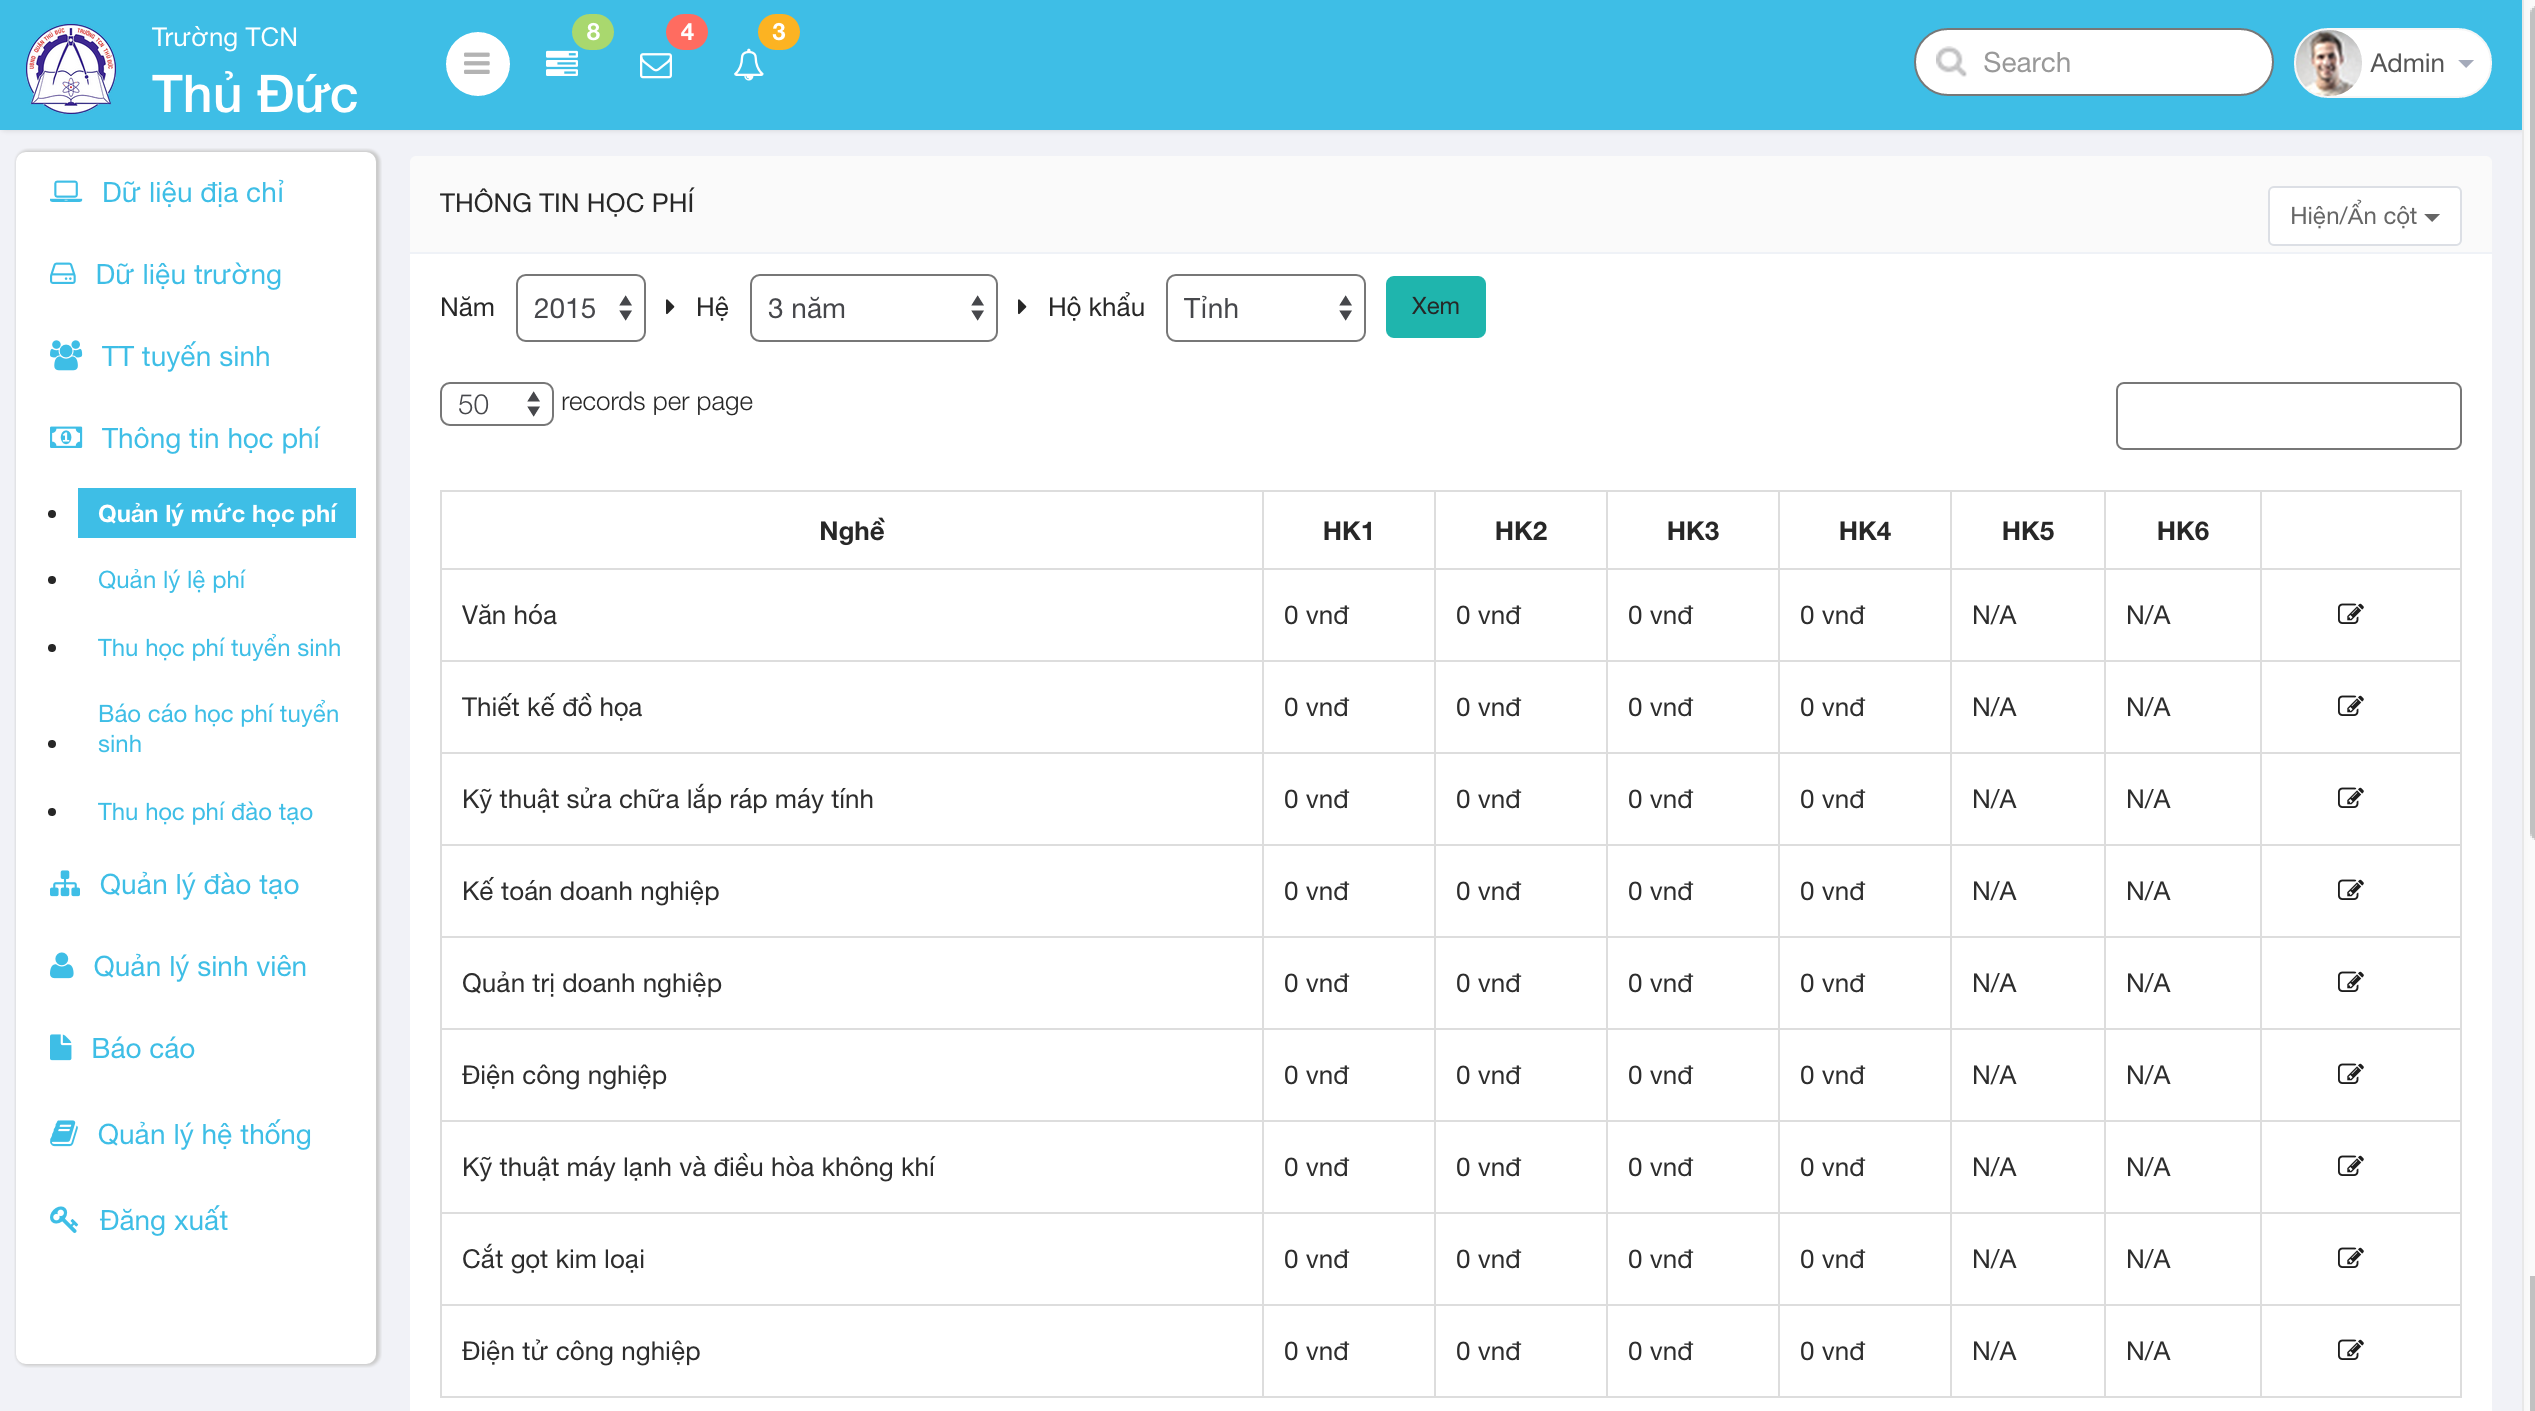 Trường TCN
Thủ Đức
8
4
3
Search
Admin
Dữ liệu địa chỉ
Dữ liệu trường
TT tuyển sinh
Thông tin học phí
Quản lý mức học phí
Quản lý lệ phí
Thu học phí tuyển sinh
Báo cáo học phí tuyển
sinh
Thu học phí đào tạo
Quản lý đào tạo
Quản lý sinh viên
Báo cáo
Quản lý hệ thống
Đăng xuất
THÔNG TIN HỌC PHÍ
Hiện/Ẩn cột
Năm 2015 Hệ 3 năm Hộ khẩu Tỉnh Xem
50 records per page
Nghề HK1 HK2 HK3 HK4 HK5 HK6
Văn hóa 0 vnđ 0 vnđ 0 vnđ 0 vnđ N/A N/A
Thiết kế đồ họa 0 vnđ 0 vnđ 0 vnđ 0 vnđ N/A N/A
Kỹ thuật sửa chữa lắp ráp máy tính 0 vnđ 0 vnđ 0 vnđ 0 vnđ N/A N/A
Kế toán doanh nghiệp 0 vnđ 0 vnđ 0 vnđ 0 vnđ N/A N/A
Quản trị doanh nghiệp 0 vnđ 0 vnđ 0 vnđ 0 vnđ N/A N/A
Điện công nghiệp 0 vnđ 0 vnđ 0 vnđ 0 vnđ N/A N/A
Kỹ thuật máy lạnh và điều hòa không khí 0 vnđ 0 vnđ 0 vnđ 0 vnđ N/A N/A
Cắt gọt kim loại 0 vnđ 0 vnđ 0 vnđ 0 vnđ N/A N/A
Điện tử công nghiệp 0 vnđ 0 vnđ 0 vnđ 0 vnđ N/A N/A